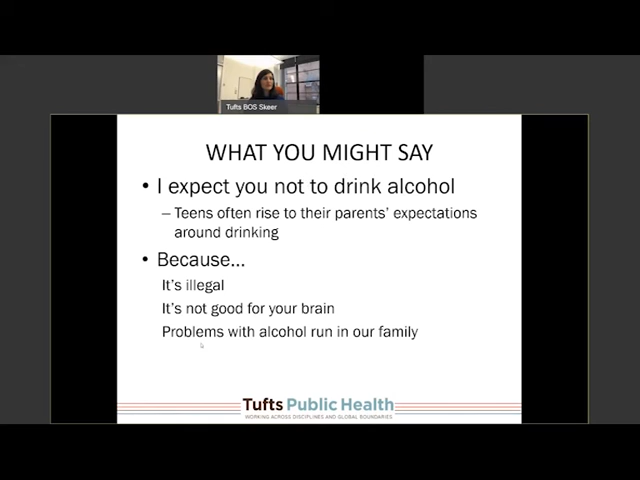 Tufts BOS Skeer
WHAT YOU MIGHT SAY
• I expect you not to drink alcohol
– Teens often rise to their parents' expectations
around drinking
• Because...
It's illegal
It's not good for your brain
Problems with alcohol run in our family
Tufts Public Health
WORKING ACROSS DISCIPLINES AND GLOBAL BOUNDARIES